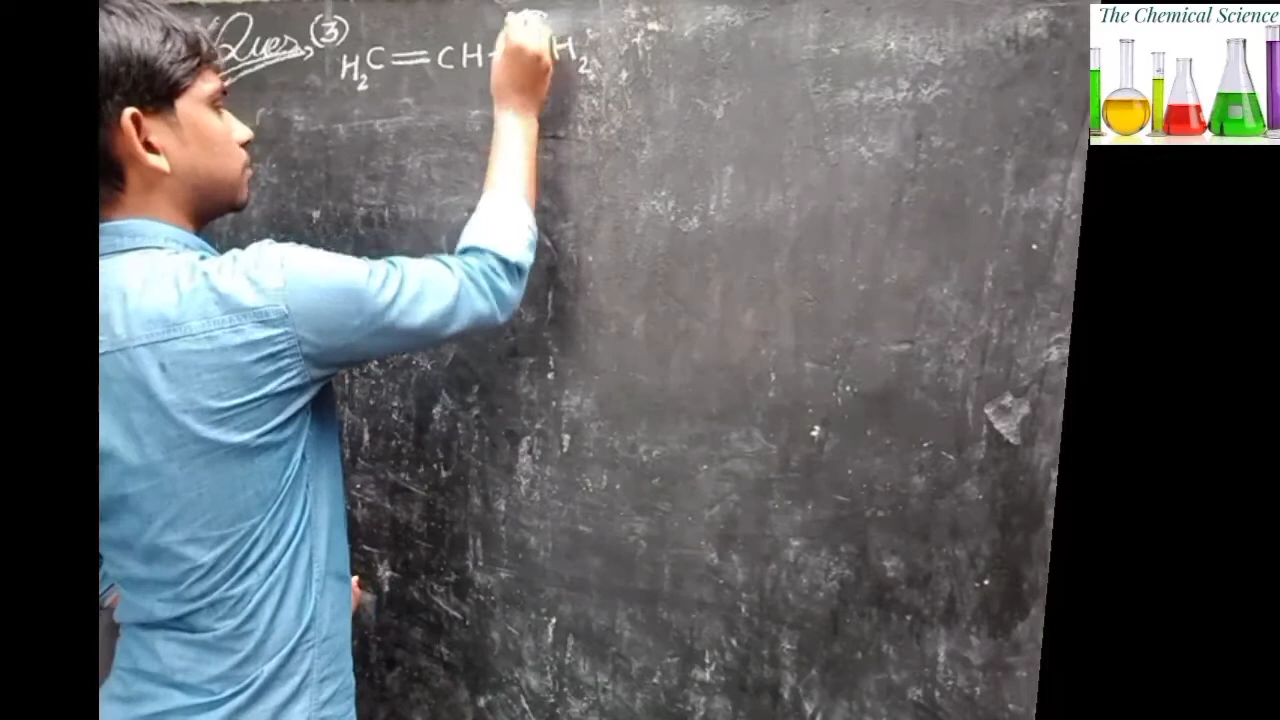 Ques, (3) H₂C=CH- H₂
The Chemical Science